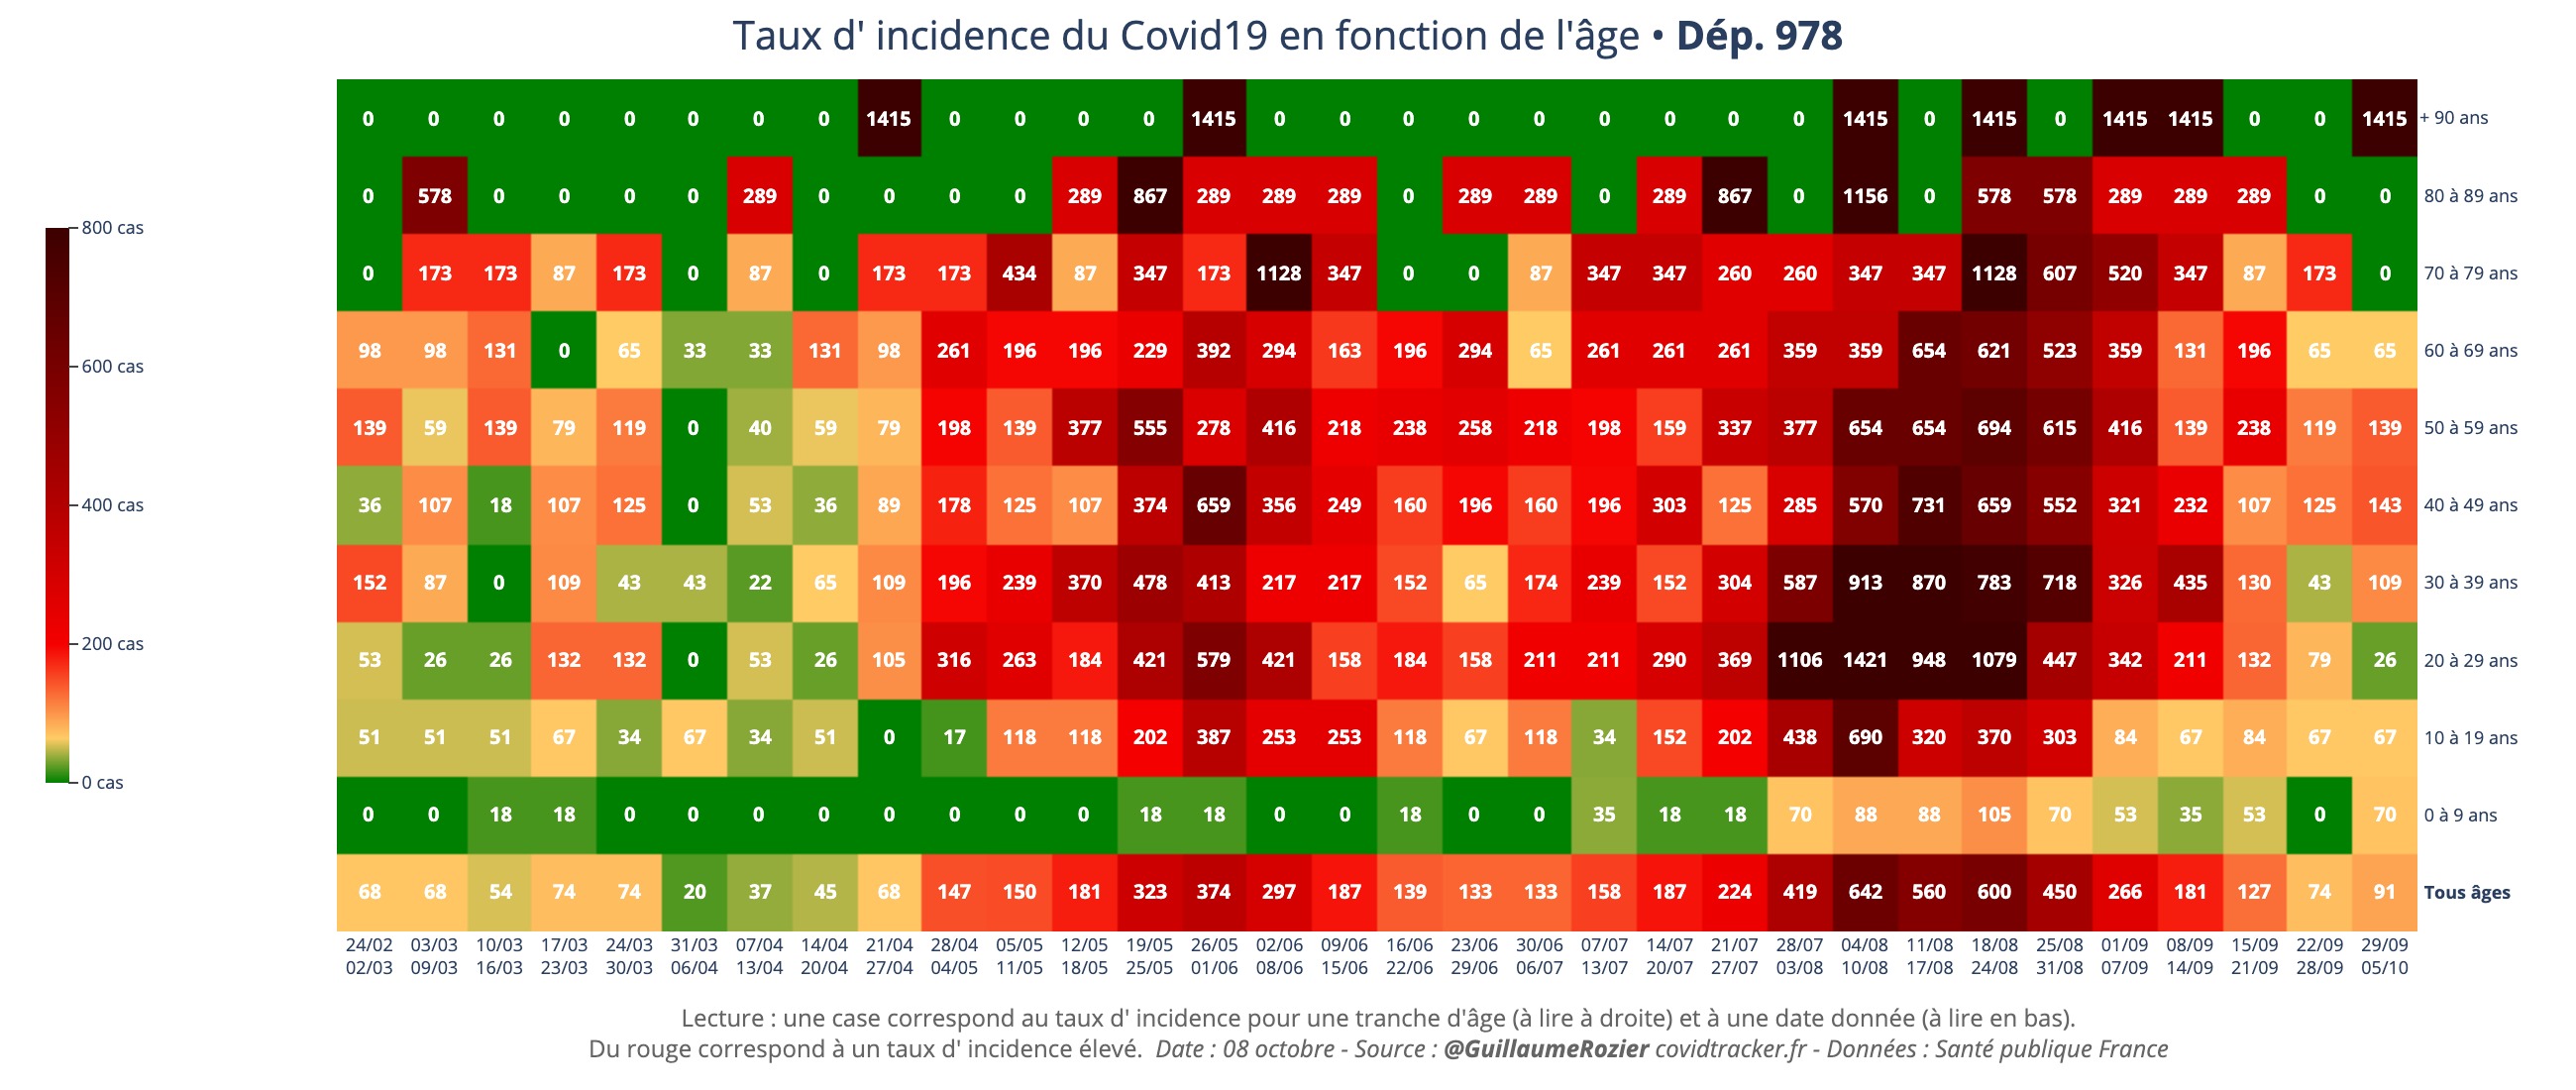 Taux d' incidence du Covid19 en fonction de l'âge • Dép. 978
800 cas
600 cas
400 cas
200 cas
0 cas
0 0 0 0 0 0 0 0 1415 0 0 0 0 1415 0 0 0 0 0 0 0 0 0 1415 0 1415 0 1415 1415 0 0 1415 + 90 ans
0 578 0 0 0 0 289 0 0 0 0 289 867 289 289 289 0 289 289 0 289 867 0 1156 0 578 578 289 289 289 0 0 80 à 89 ans
0 173 173 87 173 0 87 0 173 173 434 87 347 173 1128 347 0 0 87 347 347 260 260 347 347 1128 607 520 347 87 173 0 70 à 79 ans
98 98 131 0 65 33 33 131 98 261 196 196 229 392 294 163 196 294 65 261 261 261 359 359 654 621 523 359 131 196 65 65 60 à 69 ans
139 59 139 79 119 0 40 59 79 198 139 377 555 278 416 218 238 258 218 198 159 337 377 654 654 694 615 416 139 238 119 139 50 à 59 ans
36 107 18 107 125 0 53 36 89 178 125 107 374 659 356 249 160 196 160 196 303 125 285 570 731 659 552 321 232 107 125 143 40 à 49 ans
152 87 0 109 43 43 22 65 109 196 239 370 478 413 217 217 152 65 174 239 152 304 587 913 870 783 718 326 435 130 43 109 30 à 39 ans
53 26 26 132 132 0 53 26 105 316 263 184 421 579 421 158 184 158 211 211 290 369 1106 1421 948 1079 447 342 211 132 79 26 20 à 29 ans
51 51 51 67 34 67 34 51 0 17 118 118 202 387 253 253 118 67 118 34 152 202 438 690 320 370 303 84 67 84 67 67 10 à 19 ans
0 0 18 18 0 0 0 0 0 0 0 0 18 18 0 0 18 0 0 35 18 18 70 88 88 105 70 53 35 53 0 70 0 à 9 ans
68 68 54 74 74 20 37 45 68 147 150 181 323 374 297 187 139 133 133 158 187 224 419 642 560 600 450 266 181 127 74 91 Tous âges
24/02 03/03 10/03 17/03 24/03 31/03 07/04 14/04 21/04 28/04 05/05 12/05 19/05 26/05 02/06 09/06 16/06 23/06 30/06 07/07 14/07 21/07 28/07 04/08 11/08 18/08 25/08 01/09 08/09 15/09 22/09 29/09
02/03 09/03 16/03 23/03 30/03 06/04 13/04 20/04 27/04 04/05 11/05 18/05 25/05 01/06 08/06 15/06 22/06 29/06 06/07 13/07 20/07 27/07 03/08 10/08 17/08 24/08 31/08 07/09 14/09 21/09 28/09 05/10
Lecture : une case correspond au taux d' incidence pour une tranche d'âge (à lire à droite) et à une date donnée (à lire en bas).
Du rouge correspond à un taux d' incidence élevé. Date : 08 octobre - Source : @GuillaumeRozier covidtracker.fr - Données : Santé publique France